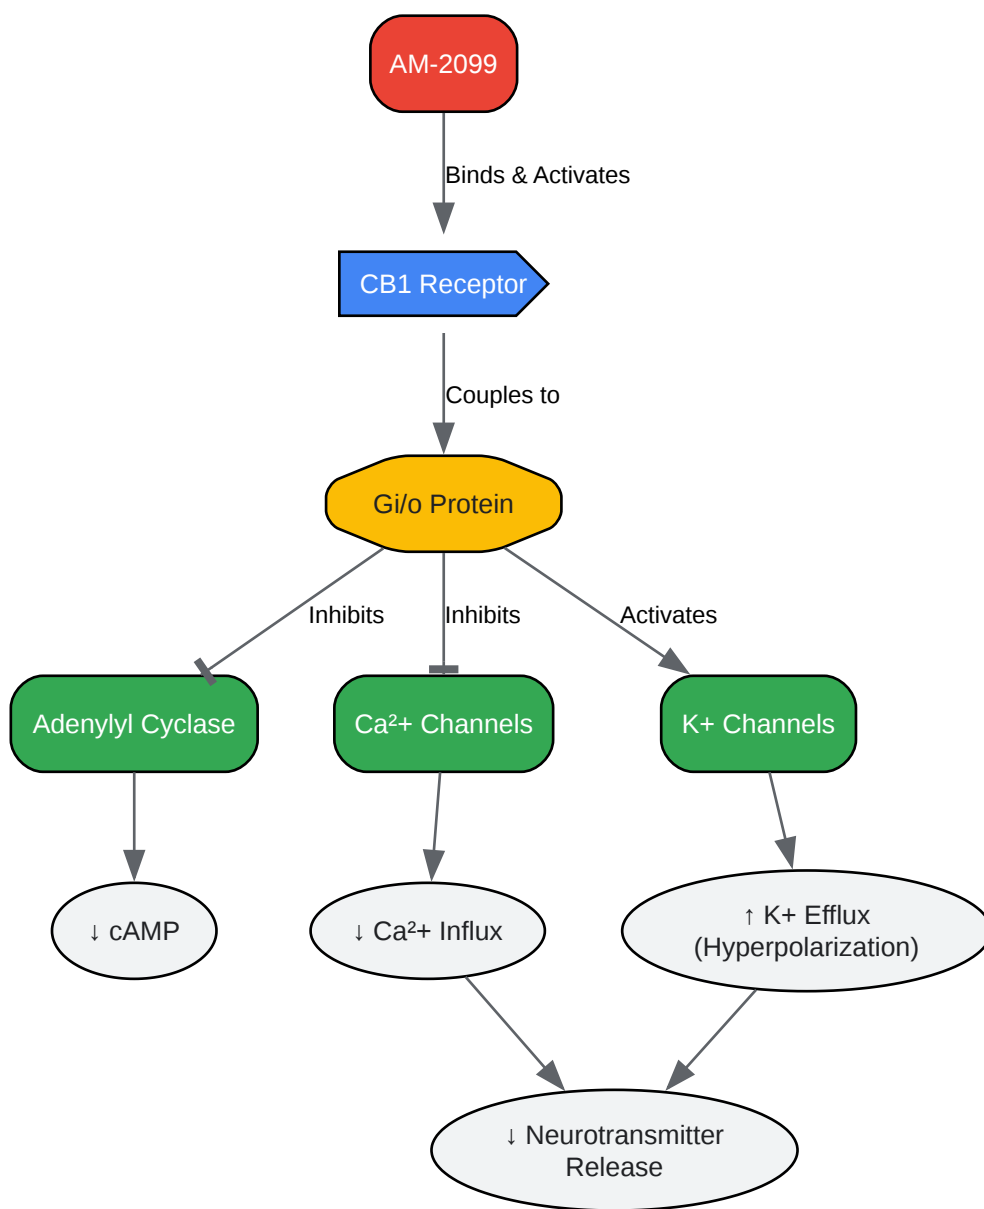 AM-2099
Binds & Activates
CB1 Receptor
Couples to
Gi/o Protein
Inhibits
Inhibits
Activates
Adenylyl Cyclase
Ca²+ Channels
K+ Channels
↓ cAMP
↓ Ca²+ Influx
↑ K+ Efflux
(Hyperpolarization)
↓ Neurotransmitter
Release